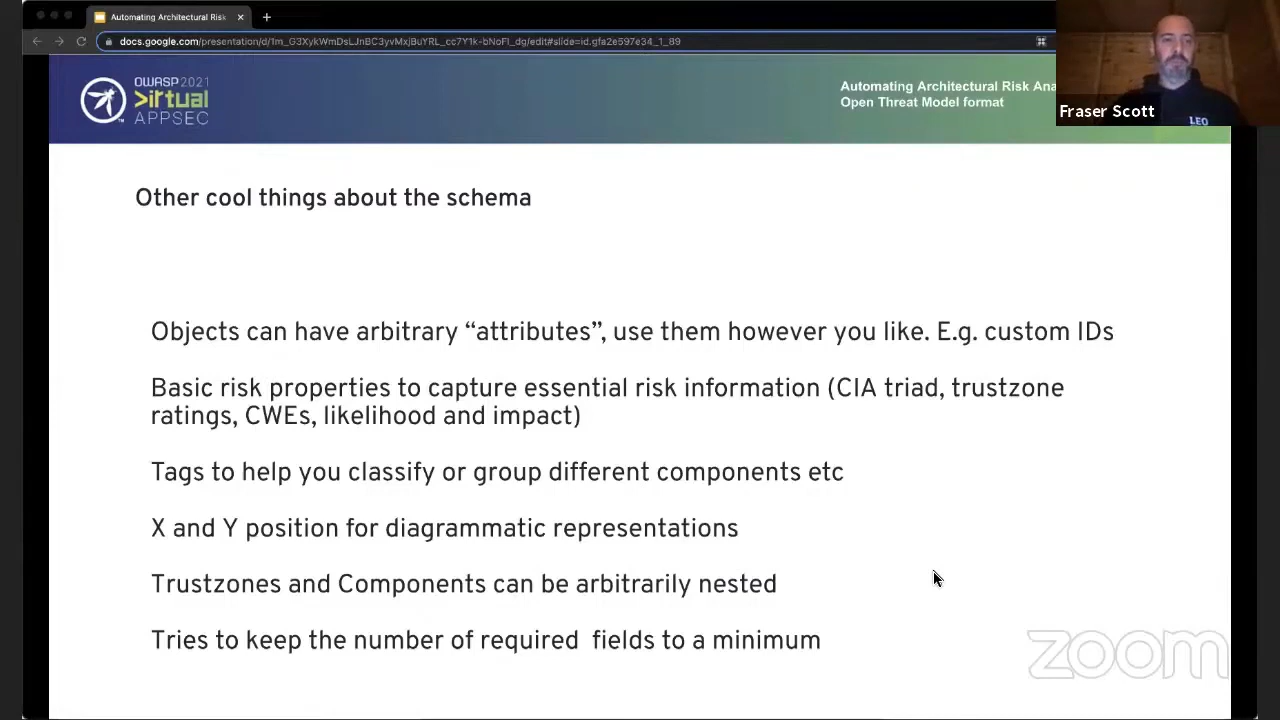 Automating Architectural Risk
docs.google.com/presentation/d/1m_G3XykWmDsLJnBC3yvMxjBuYRL_cc7Y1k-bNoFl_dg/edit#slide=id.gfa2e597e34_1_89
OWASP 2021
>irtual
APPSEC
Automating Architectural Risk Ana
Open Threat Model format
Fraser Scott
LEO
Other cool things about the schema
Objects can have arbitrary “attributes”, use them however you like. E.g. custom IDs
Basic risk properties to capture essential risk information (CIA triad, trustzone
ratings, CWEs, likelihood and impact)
Tags to help you classify or group different components etc
X and Y position for diagrammatic representations
Trustzones and Components can be arbitrarily nested
Tries to keep the number of required  fields to a minimum
zoom